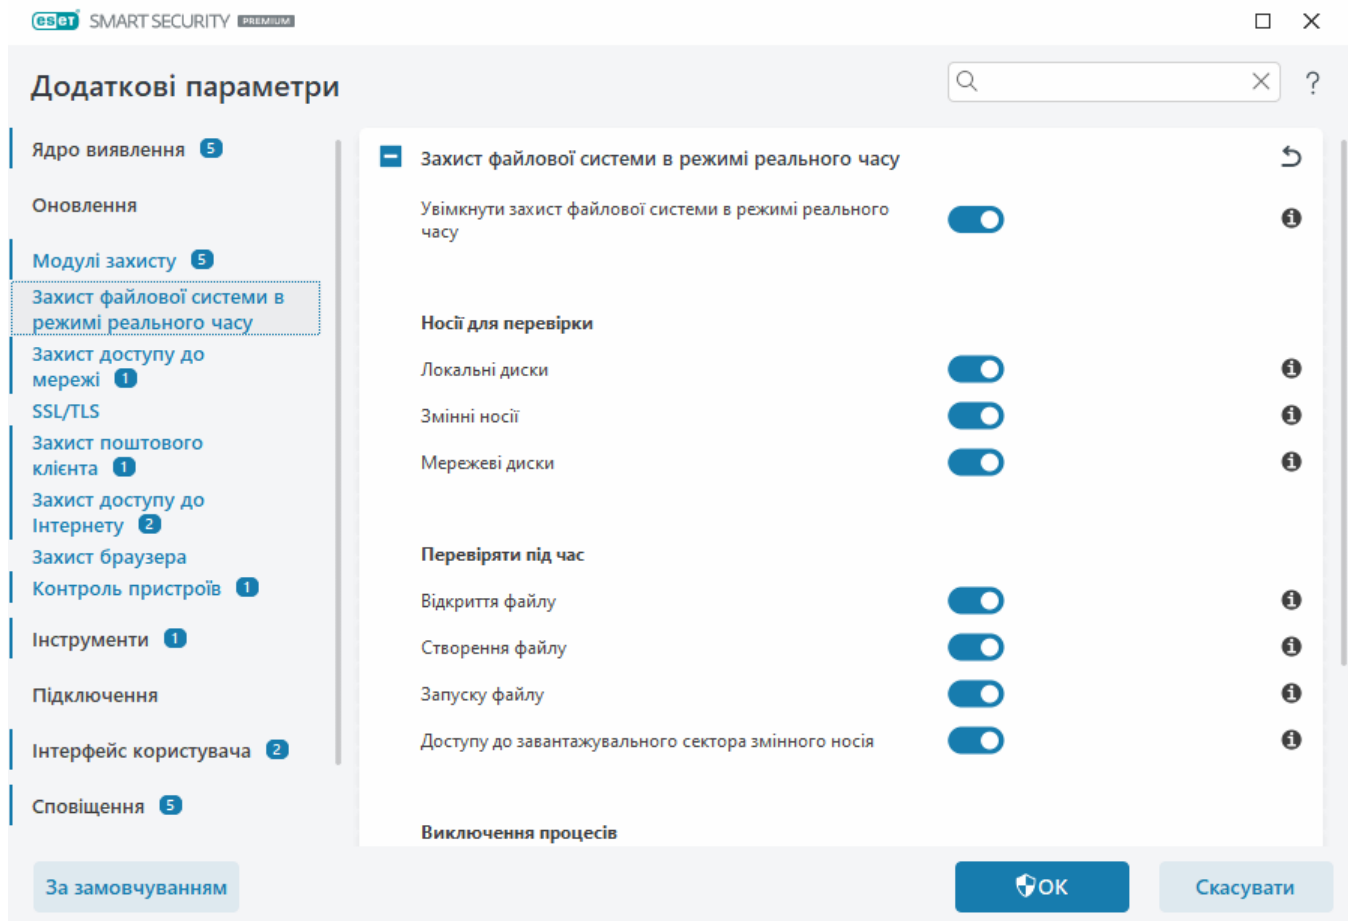 eset SMART SECURITY PREMIUM
Додаткові параметри
?
Ядро виявлення 5
Оновлення
Модулі захисту 5
Захист файлової системи в
режимі реального часу
Захист доступу до
мережі 1
SSL/TLS
Захист поштового
клієнта 1
Захист доступу до
Інтернету 2
Захист браузера
Контроль пристроїв 1
Інструменти 1
Підключення
Інтерфейс користувача 2
Сповіщення 5
Захист файлової системи в режимі реального часу
Увімкнути захист файлової системи в режимі реального
часу
Носії для перевірки
Локальні диски
Змінні носії
Мережеві диски
Перевіряти під час
Відкриття файлу
Створення файлу
Запуску файлу
Доступу до завантажувального сектора змінного носія
Виключення процесів
За замовчуванням
ОК
Скасувати